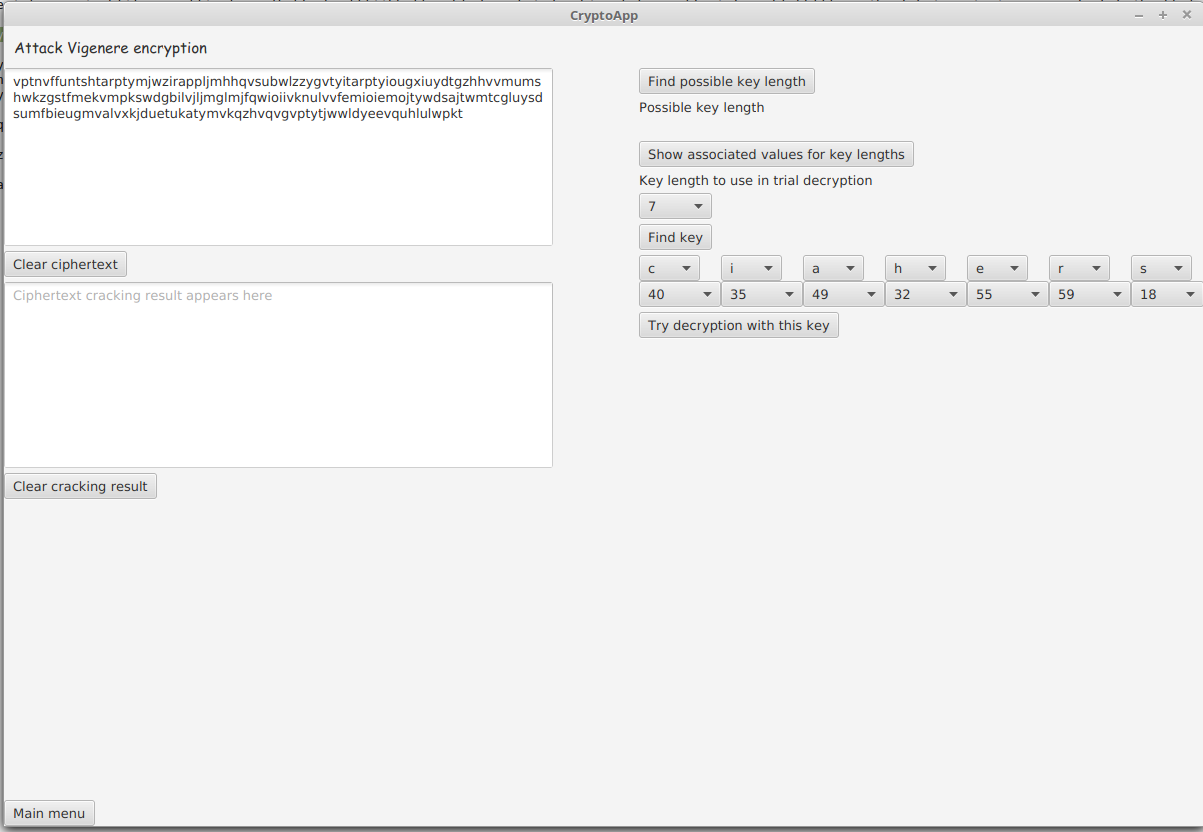 CryptoApp
Attack Vigenere encryption
vptnvffuntshtarptymjwzirappljmhhqvsubwlzzygvtyitarptyiougxiuydtgzhhvvmums
hwkzgstfmekvmpkswdgbilvjljmglmjfqwioiivknulvvfemioiemojtywdsajtwmtcgluysd
sumfbieugmvalvxkjduetukatymvkqzhvqvgvptytjwwldyeevquhlulwpkt
Clear ciphertext
Ciphertext cracking result appears here
Clear cracking result
Main menu
Find possible key length
Possible key length
Show associated values for key lengths
Key length to use in trial decryption
7
Find key
c i a h e r s
40 35 49 32 55 59 18
Try decryption with this key